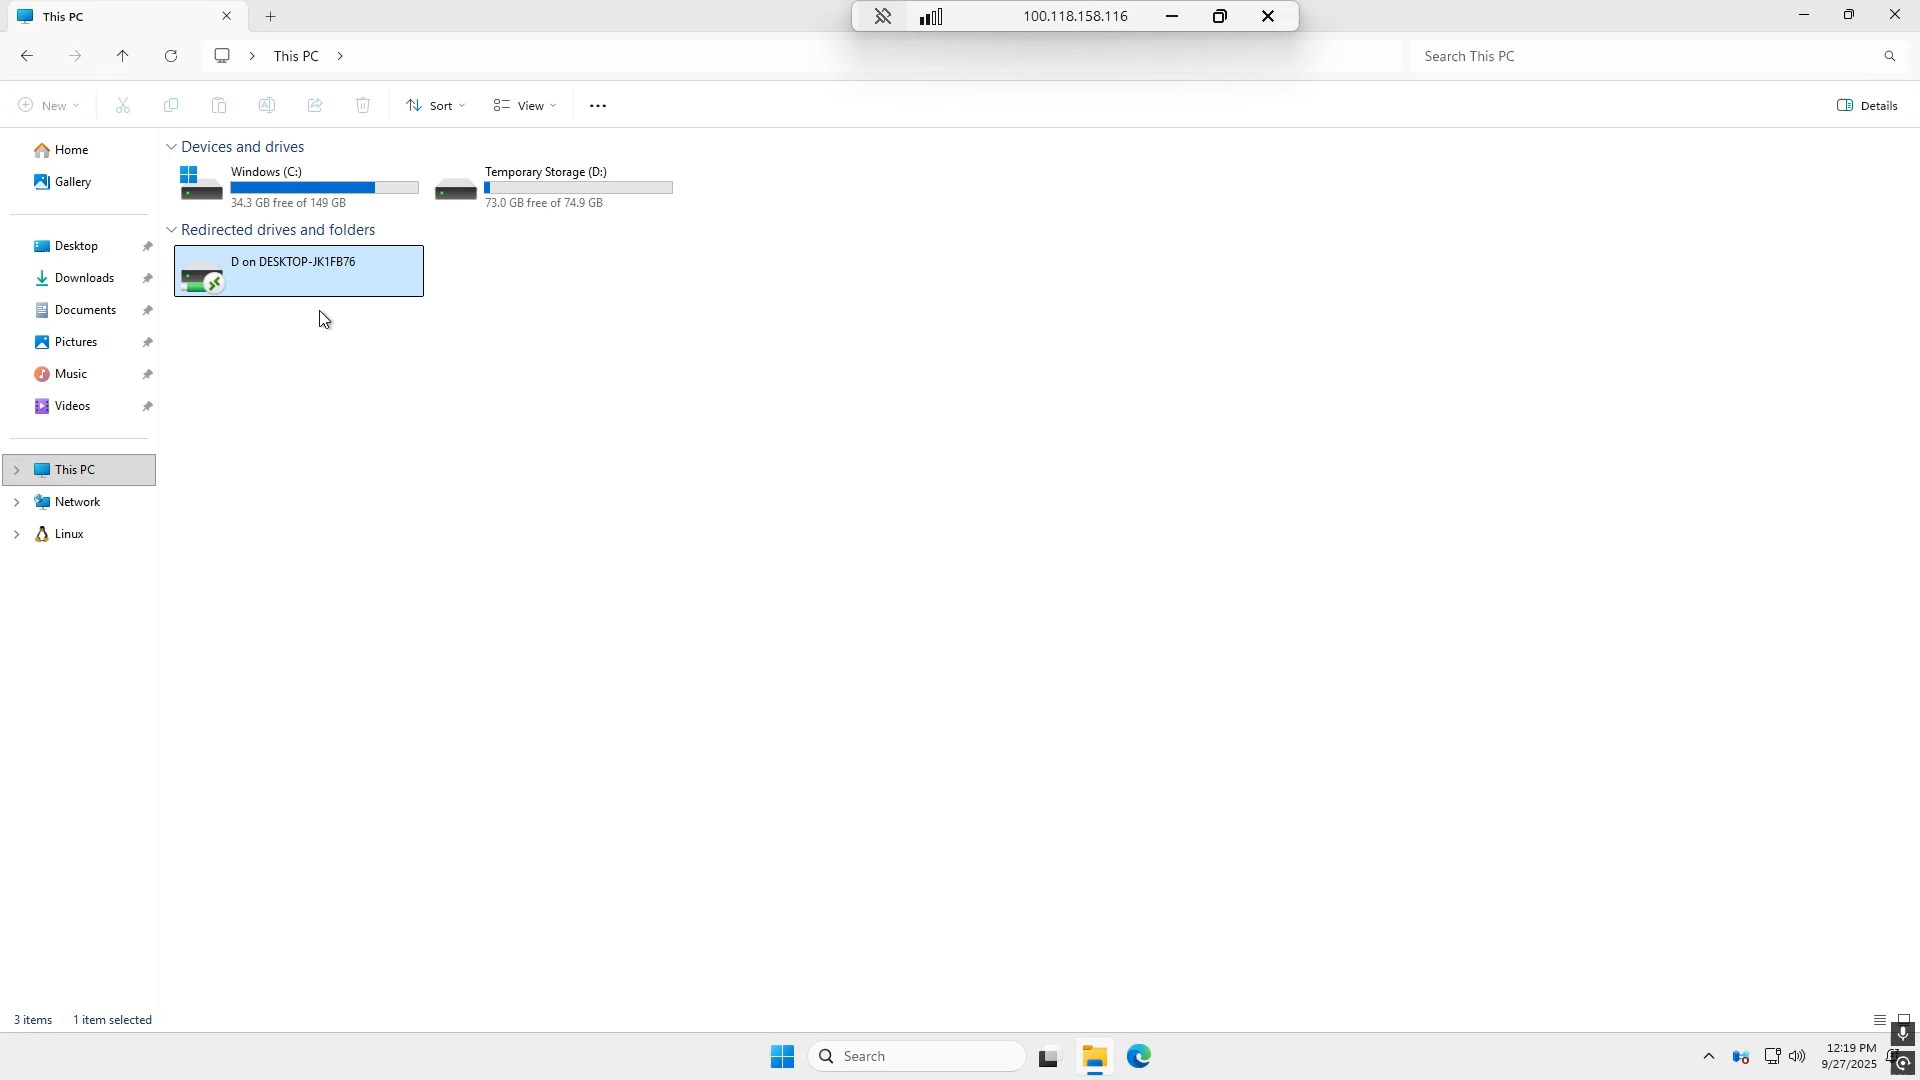 This PC
100.118.158.116
This PC
Search This PC
New
Sort
View
Details
Home
Gallery
Desktop
Downloads
Documents
Pictures
Music
Videos
This PC
Network
Linux
Devices and drives
Windows (C:)
34.3 GB free of 149 GB
Temporary Storage (D:)
73.0 GB free of 74.9 GB
Redirected drives and folders
D on DESKTOP-JK1FB76
3 items
1 item selected
Search
12:19 PM
9/27/2025